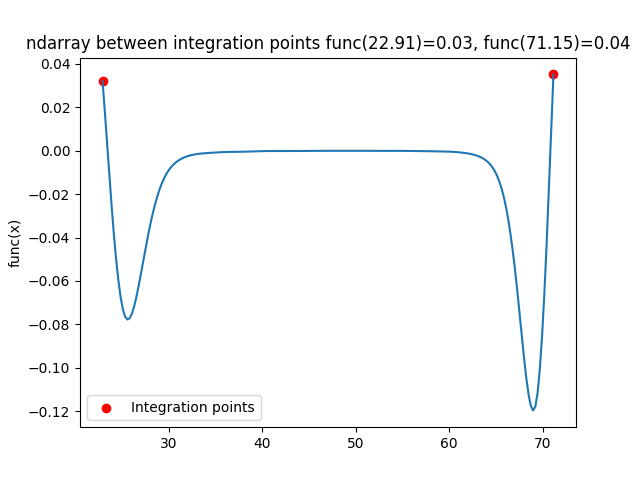 ndarray between integration points func(22.91)=0.03, func(71.15)=0.04
0.04
0.02
0.00
−0.02
−0.04
−0.06
−0.08
−0.10
−0.12
func(x)
Integration points
30 40 50 60 70